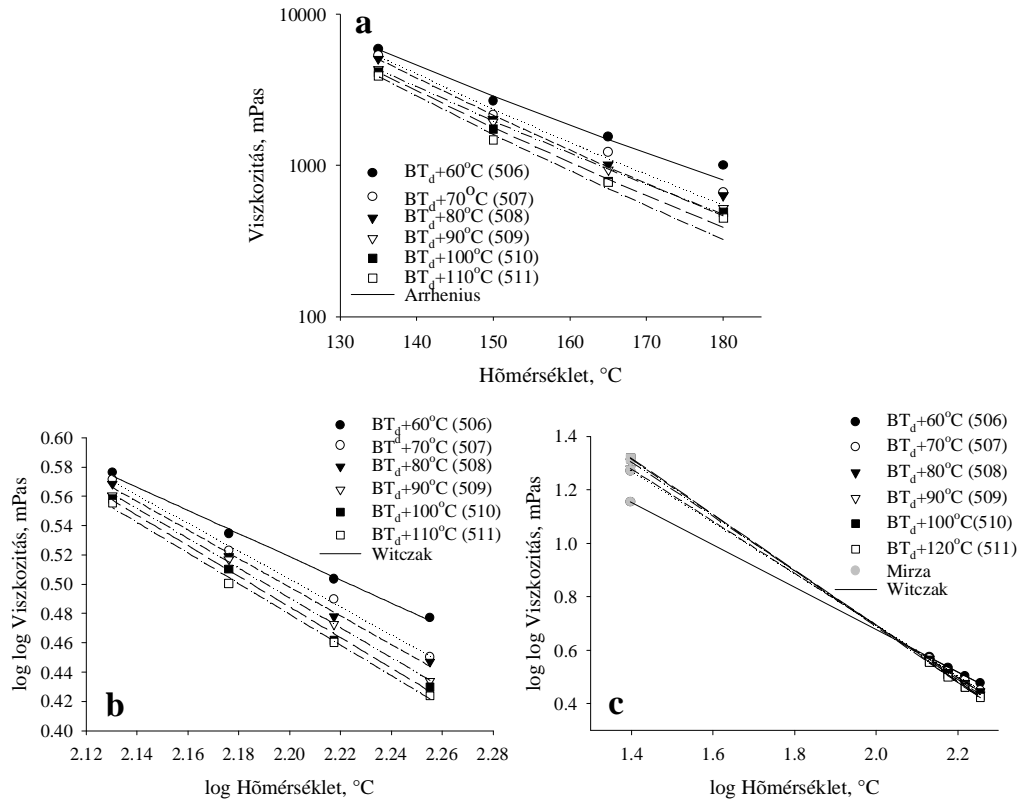 a
10000
1000
100
Viszkozitás, mPas
BTd+60°C (506)
BTd+70°C (507)
BTd+80°C (508)
BTd+90°C (509)
BTd+100°C (510)
BTd+110°C (511)
Arrhenius
130 140 150 160 170 180
Hõmérséklet, °C
b
0.60
0.58
0.56
0.54
0.52
0.50
0.48
0.46
0.44
0.42
0.40
log log Viszkozitás, mPas
BTd+60°C (506)
BTd+70°C (507)
BTd+80°C (508)
BTd+90°C (509)
BTd+100°C (510)
BTd+110°C (511)
Witczak
2.12 2.14 2.16 2.18 2.20 2.22 2.24 2.26 2.28
log Hõmérséklet, °C
c
1.4
1.2
1.0
0.8
0.6
0.4
log log Viszkozitás, mPas
BTd+60°C (506)
BTd+70°C (507)
BTd+80°C (508)
BTd+90°C (509)
BTd+100°C(510)
BTd+120°C (511)
Mirza
Witczak
1.4 1.6 1.8 2.0 2.2
log Hõmérséklet, °C